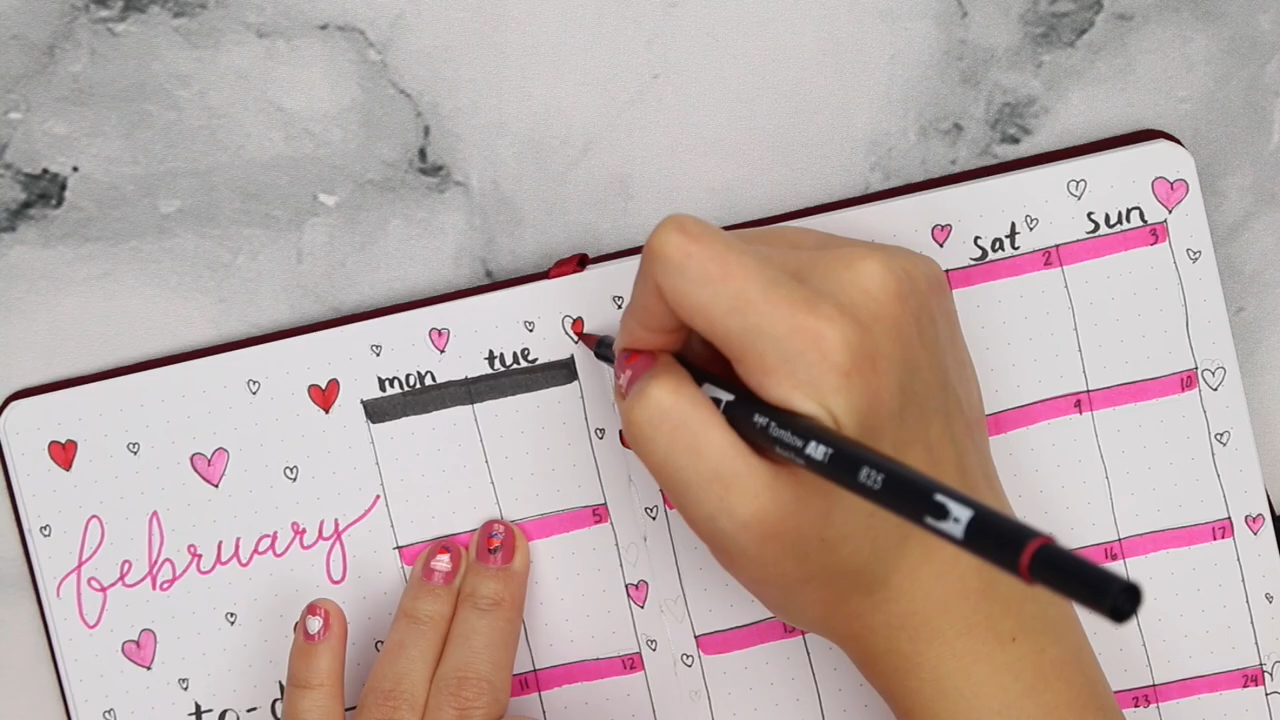 mon tue sat sun
2 3
february
5
9 10
11 12
16 17
23 24
Tombow ABT 835
to-d